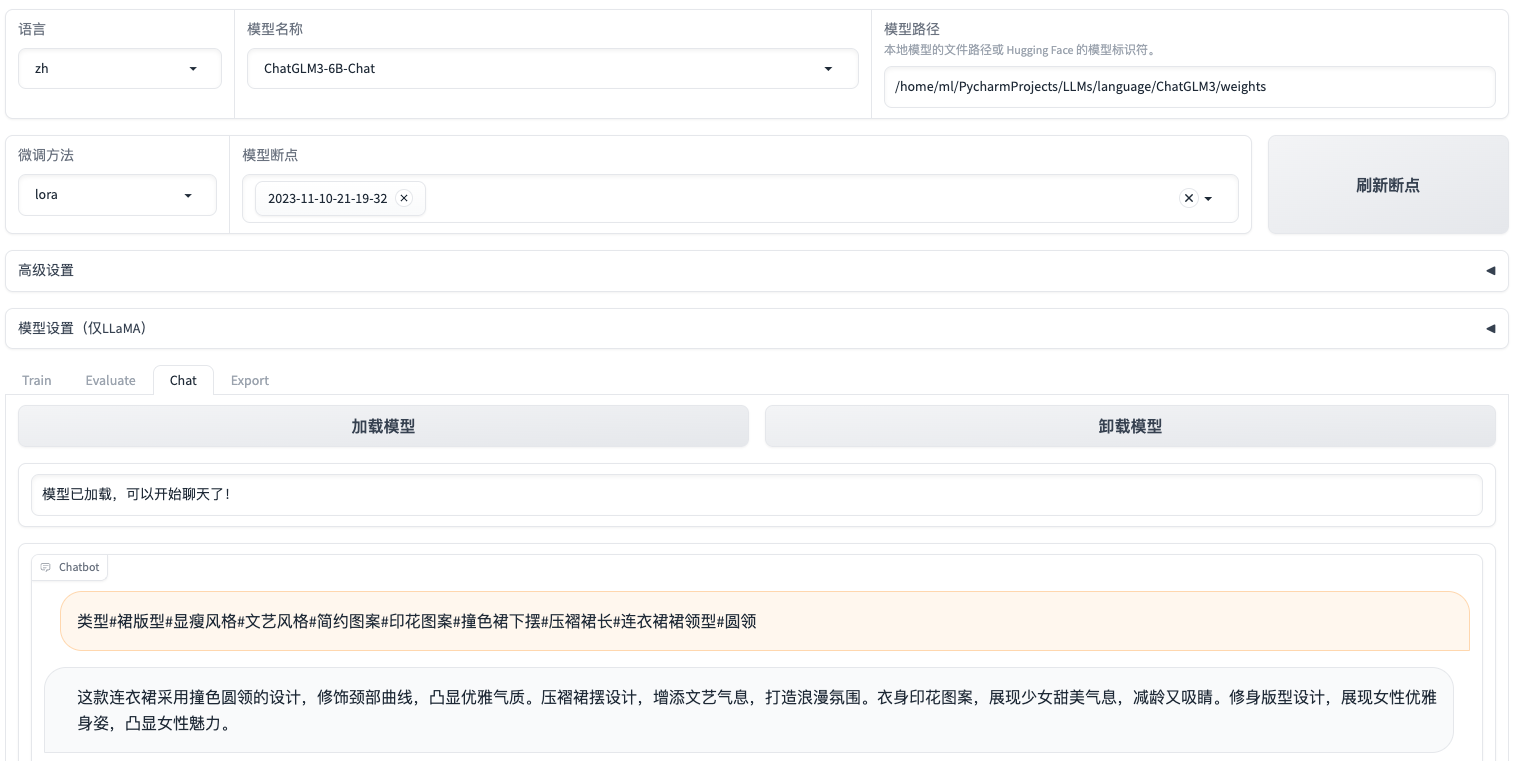 语言
zh
模型名称
ChatGLM3-6B-Chat
模型路径
本地模型的文件路径或 Hugging Face 的模型标识符。
/home/ml/PycharmProjects/LLMs/language/ChatGLM3/weights
微调方法
lora
模型断点
2023-11-10-21-19-32
刷新断点
高级设置
模型设置（仅LLaMA）
Train Evaluate Chat Export
加载模型
卸载模型
模型已加载，可以开始聊天了！
Chatbot
类型#裙版型#显瘦风格#文艺风格#简约图案#印花图案#撞色裙下摆#压褶裙长#连衣裙裙领型#圆领
这款连衣裙采用撞色圆领的设计，修饰颈部曲线，凸显优雅气质。压褶裙摆设计，增添文艺气息，打造浪漫氛围。衣身印花图案，展现少女甜美气息，减龄又吸睛。修身版型设计，展现女性优雅
身姿，凸显女性魅力。